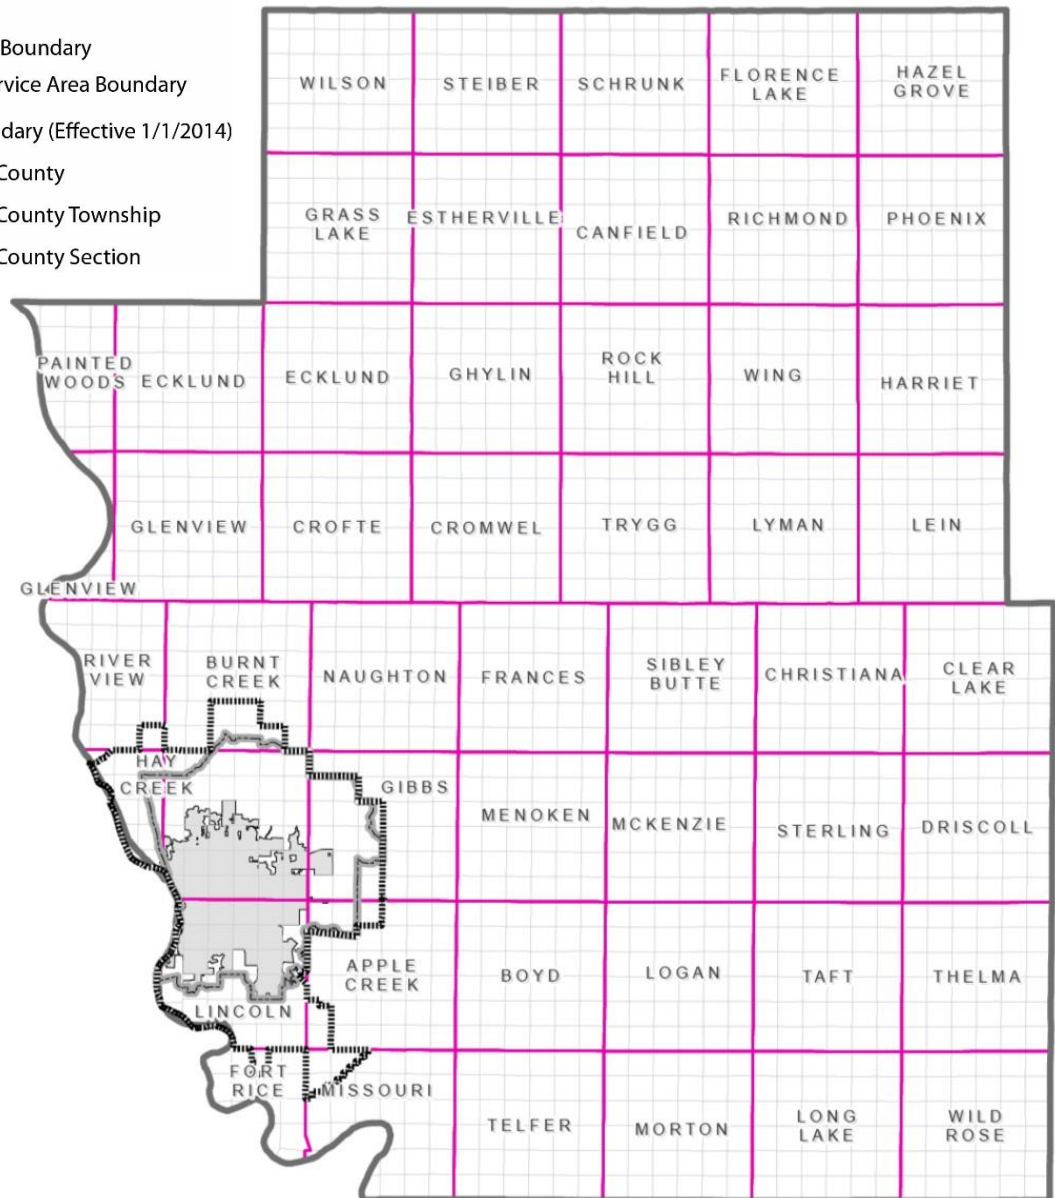 Boundary
rvice Area Boundary
dary (Effective 1/1/2014)
County
County Township
County Section
WILSON
STEIBER
SCHRUNK
FLORENCE
LAKE
HAZEL
GROVE
GRASS
LAKE
ESTHERVILLE
CANFIELD
RICHMOND
PHOENIX
PAINTED
WOODS
ECKLUND
ECKLUND
GHYLIN
ROCK
HILL
WING
HARRIET
GLENVIEW
CROFTE
CROMWEL
TRYGG
LYMAN
LEIN
GLENVIEW
RIVER
VIEW
BURNT
CREEK
NAUGHTON
FRANCES
SIBLEY
BUTTE
CHRISTIANA
CLEAR
LAKE
HAY
CREEK
GIBBS
MENOKEN
MCKENZIE
STERLING
DRISCOLL
APPLE
CREEK
BOYD
LOGAN
TAFT
THELMA
LINCOLN
FORT
RICE
MISSOURI
TELFER
MORTON
LONG
LAKE
WILD
ROSE